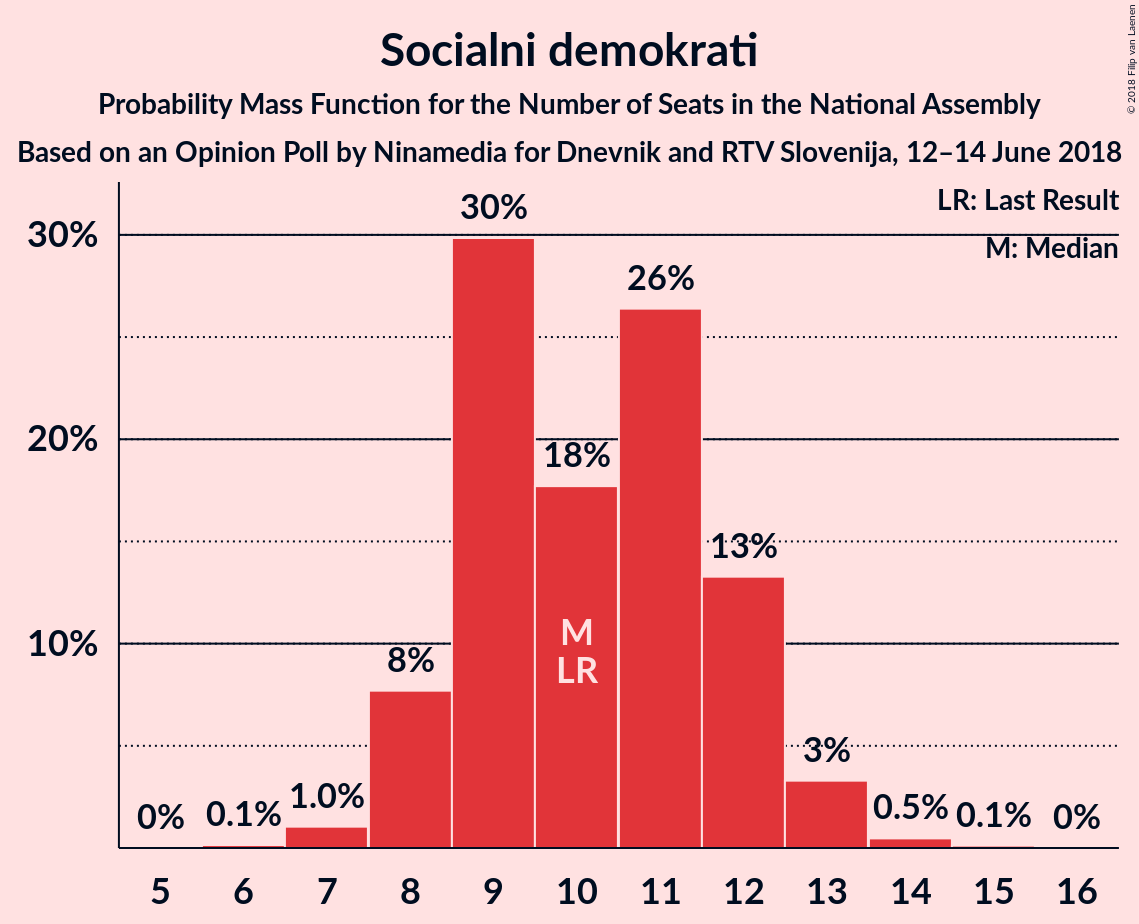 Socialni demokrati
Probability Mass Function for the Number of Seats in the National Assembly
Based on an Opinion Poll by Ninamedia for Dnevnik and RTV Slovenija, 12–14 June 2018
© 2018 Filip van Laenen
LR: Last Result
M: Median
30%
20%
10%
0%
0.1%
1.0%
8%
30%
18%
26%
13%
3%
0.5%
0.1%
0%
M
LR
5 6 7 8 9 10 11 12 13 14 15 16